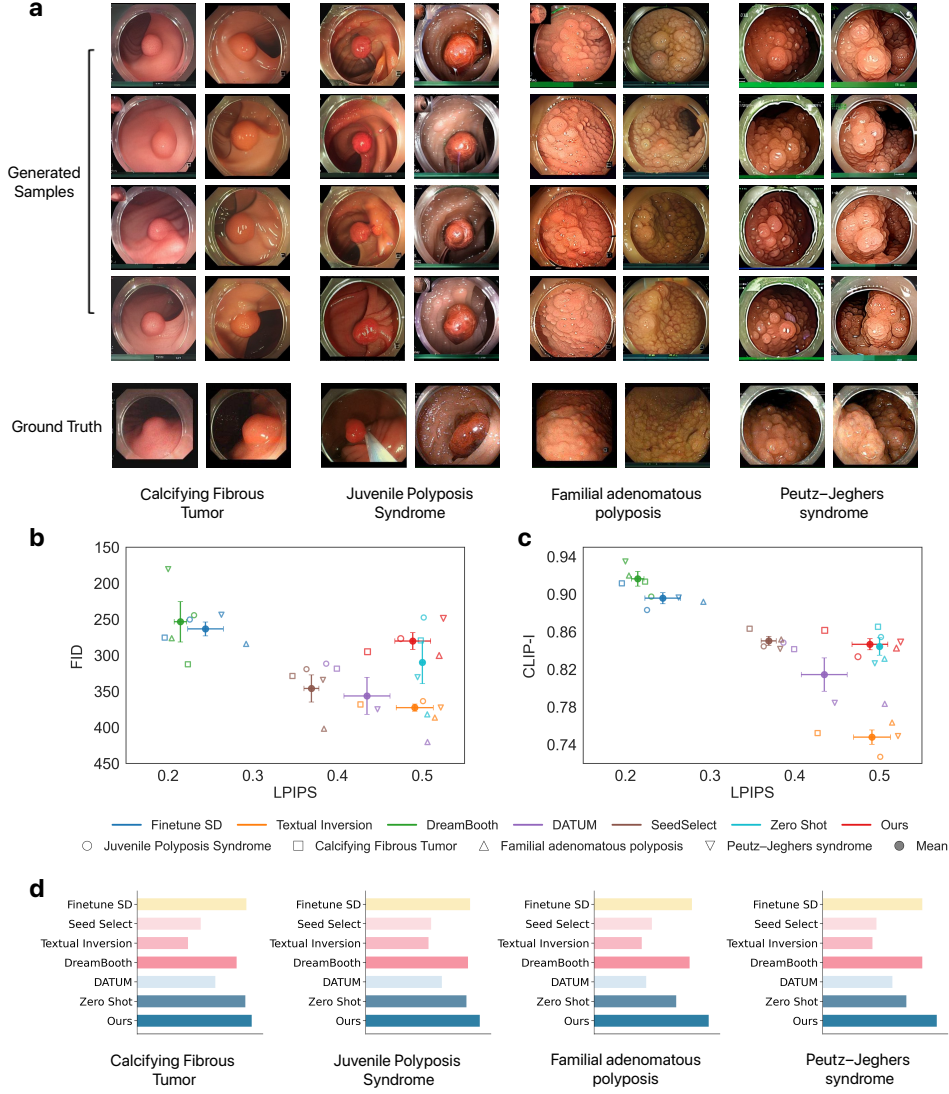 a
Generated
Samples
Ground Truth
Calcifying Fibrous
Tumor
Juvenile Polyposis
Syndrome
Familial adenomatous
polyposis
Peutz–Jeghers
syndrome
b
150
200
250
300
350
400
450
FID
0.2
0.3
0.4
0.5
LPIPS
c
0.94
0.90
0.86
0.82
0.78
0.74
CLIP-I
0.2
0.3
0.4
0.5
LPIPS
Finetune SD
Textual Inversion
DreamBooth
DATUM
SeedSelect
Zero Shot
Ours
Juvenile Polyposis Syndrome
Calcifying Fibrous Tumor
Familial adenomatous polyposis
Peutz–Jeghers syndrome
Mean
d
Finetune SD
Seed Select
Textual Inversion
DreamBooth
DATUM
Zero Shot
Ours
Calcifying Fibrous
Tumor
Finetune SD
Seed Select
Textual Inversion
DreamBooth
DATUM
Zero Shot
Ours
Juvenile Polyposis
Syndrome
Finetune SD
Seed Select
Textual Inversion
DreamBooth
DATUM
Zero Shot
Ours
Familial adenomatous
polyposis
Finetune SD
Seed Select
Textual Inversion
DreamBooth
DATUM
Zero Shot
Ours
Peutz–Jeghers
syndrome